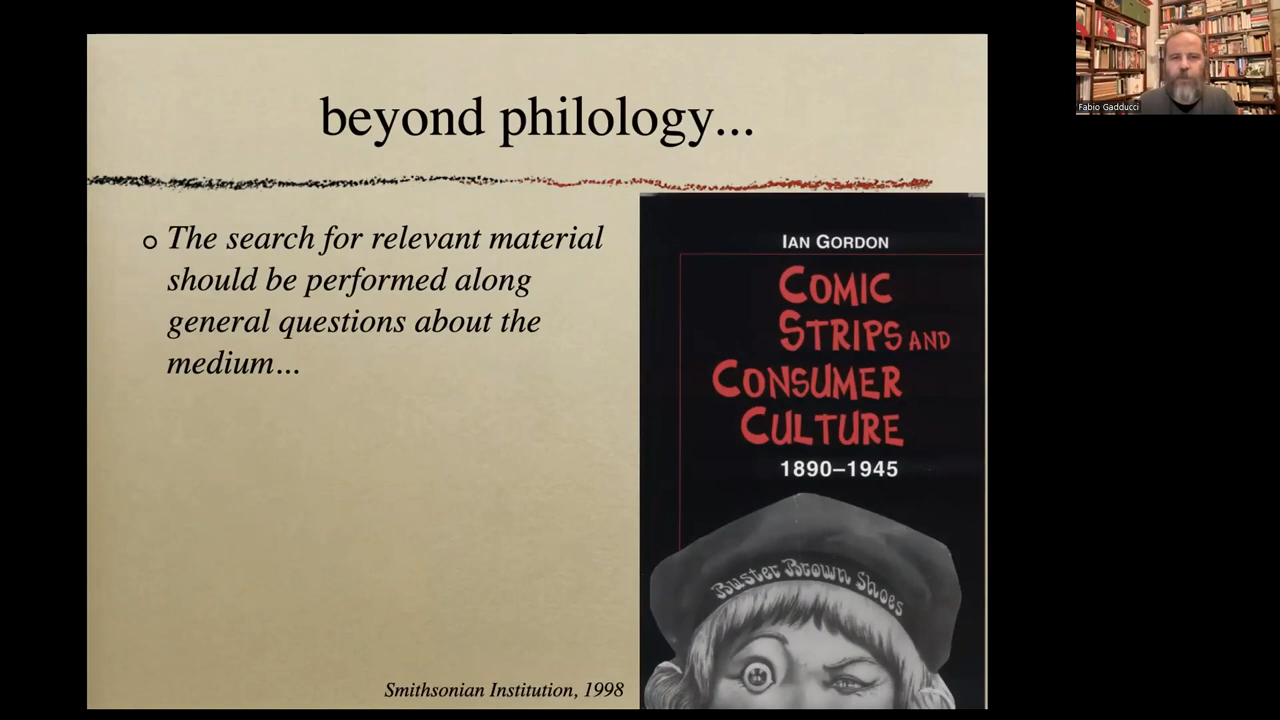 beyond philology...
The search for relevant material
should be performed along
general questions about the
medium...
Smithsonian Institution, 1998
IAN GORDON
COMIC
STRIPS AND
CONSUMER
CULTURE
1890–1945
Buster Brown Shoes
Fabio Gadducci